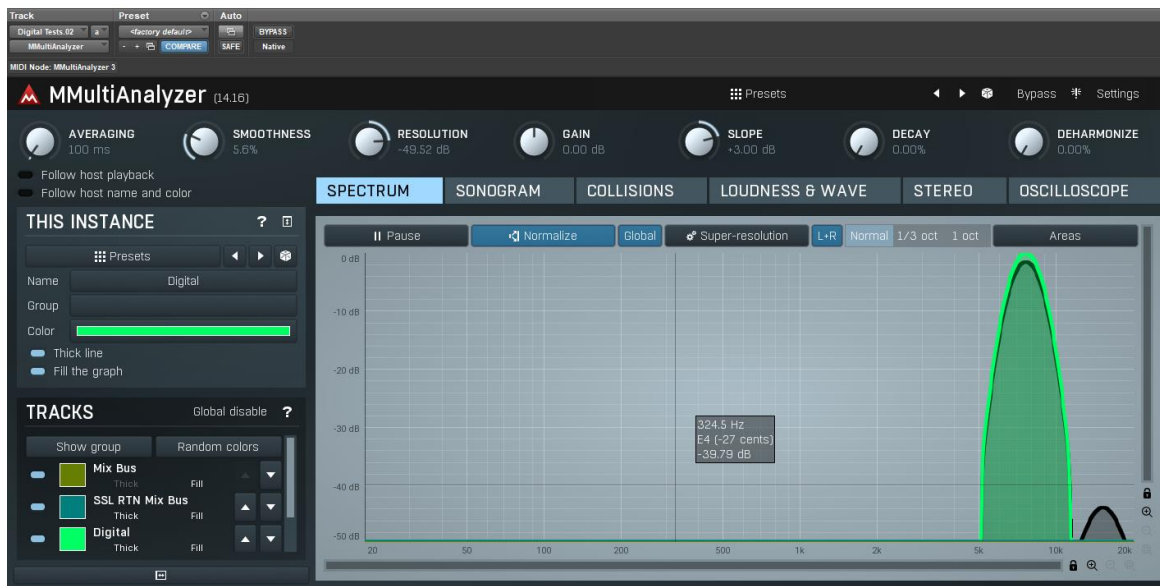 Track Preset Auto
Digital Tests.02 a <factory default> BYPASS
MMultiAnalyzer - + COMPARE SAFE Native
MIDI Node: MMultiAnalyzer 3
MMultiAnalyzer (14.16) Presets Bypass Settings
AVERAGING SMOOTHNESS RESOLUTION GAIN SLOPE DECAY DEHARMONIZE
100 ms 5.6% -49.52 dB 0.00 dB +3.00 dB 0.00% 0.00%
Follow host playback
Follow host name and color
SPECTRUM SONOGRAM COLLISIONS LOUDNESS & WAVE STEREO OSCILLOSCOPE
THIS INSTANCE ?
Presets
Name Digital
Group
Color
Thick line
Fill the graph
TRACKS Global disable ?
Show group Random colors
Mix Bus
Thick Fill
SSL RTN Mix Bus
Thick Fill
Digital
Thick Fill
Pause Normalize Global Super-resolution L+R Normal 1/3 oct 1 oct Areas
0 dB
-10 dB
-20 dB
-30 dB
-40 dB
-50 dB
324.5 Hz
E4 (-27 cents)
-39.79 dB
20 50 100 200 500 1k 2k 5k 10k 20k